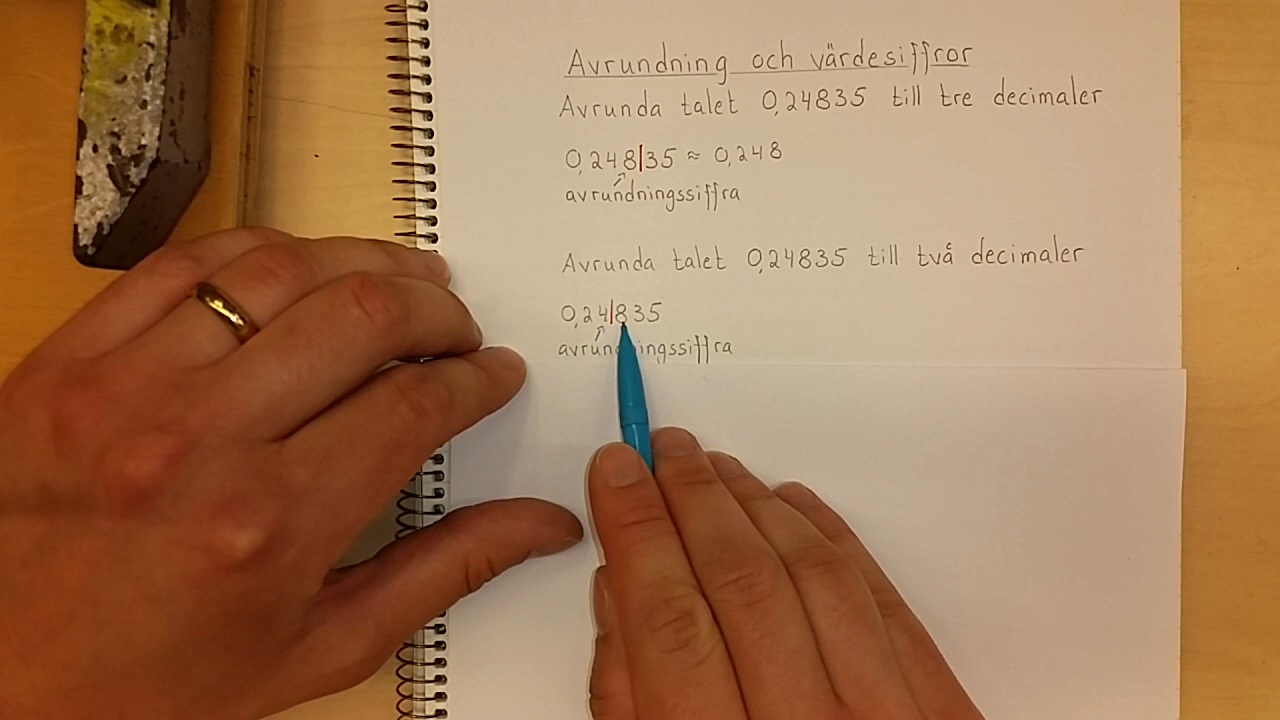 Avrundning och värdesiffror
Avrunda talet 0,24835 till tre decimaler
0,248|35 ≈ 0,248
avrundningssiffra
Avrunda talet 0,24835 till två decimaler
0,24|835
avrundningssiffra